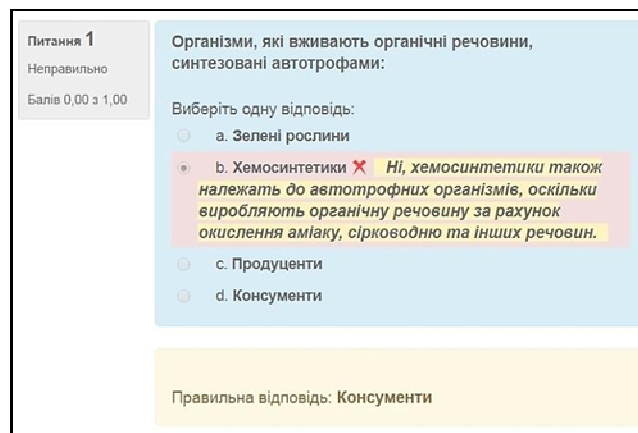 Питання 1
Неправильно
Балів 0,00 з 1,00
Організми, які вживають органічні речовини,
синтезовані автотрофами:
Виберіть одну відповідь:
a. Зелені рослини
b. Хемосинтетики Ні, хемосинтетики також
належать до автотрофних організмів, оскільки
виробляють органічну речовину за рахунок
окислення аміаку, сірководню та інших речовин.
c. Продуценти
d. Консументи
Правильна відповідь: Консументи